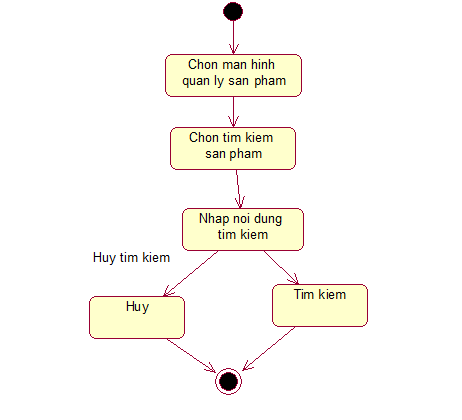 Chon man hinh
quan ly san pham
Chon tim kiem
san pham
Nhap noi dung
tim kiem
Huy tim kiem
Huy
Tim kiem